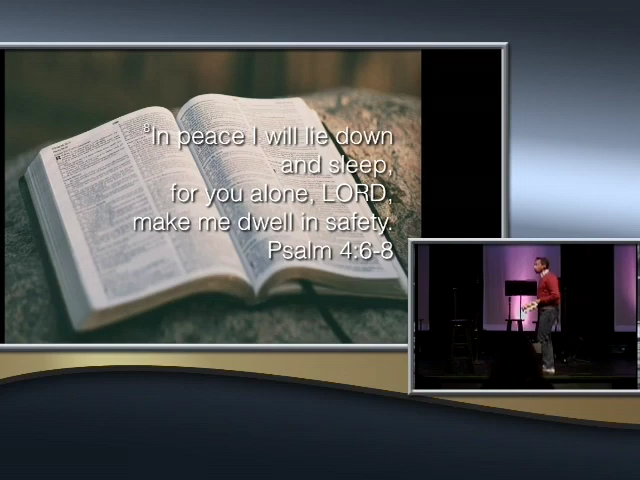 ⁸In peace I will lie down
and sleep,
for you alone, LORD,
make me dwell in safety.
Psalm 4:6-8